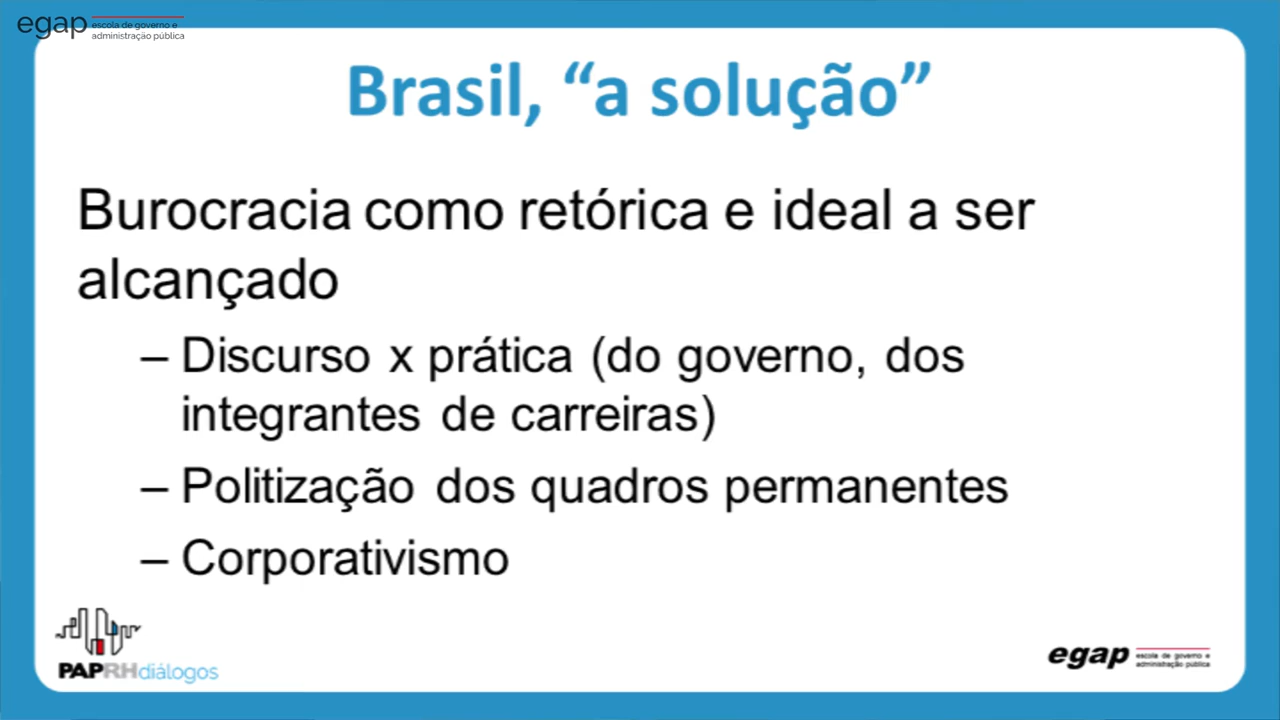 egap escola de governo e
administração pública
Brasil, “a solução”
Burocracia como retórica e ideal a ser
alcançado
– Discurso x prática (do governo, dos
integrantes de carreiras)
– Politização dos quadros permanentes
– Corporativismo
PAPRHdiálogos
egap escola de governo e
administração pública